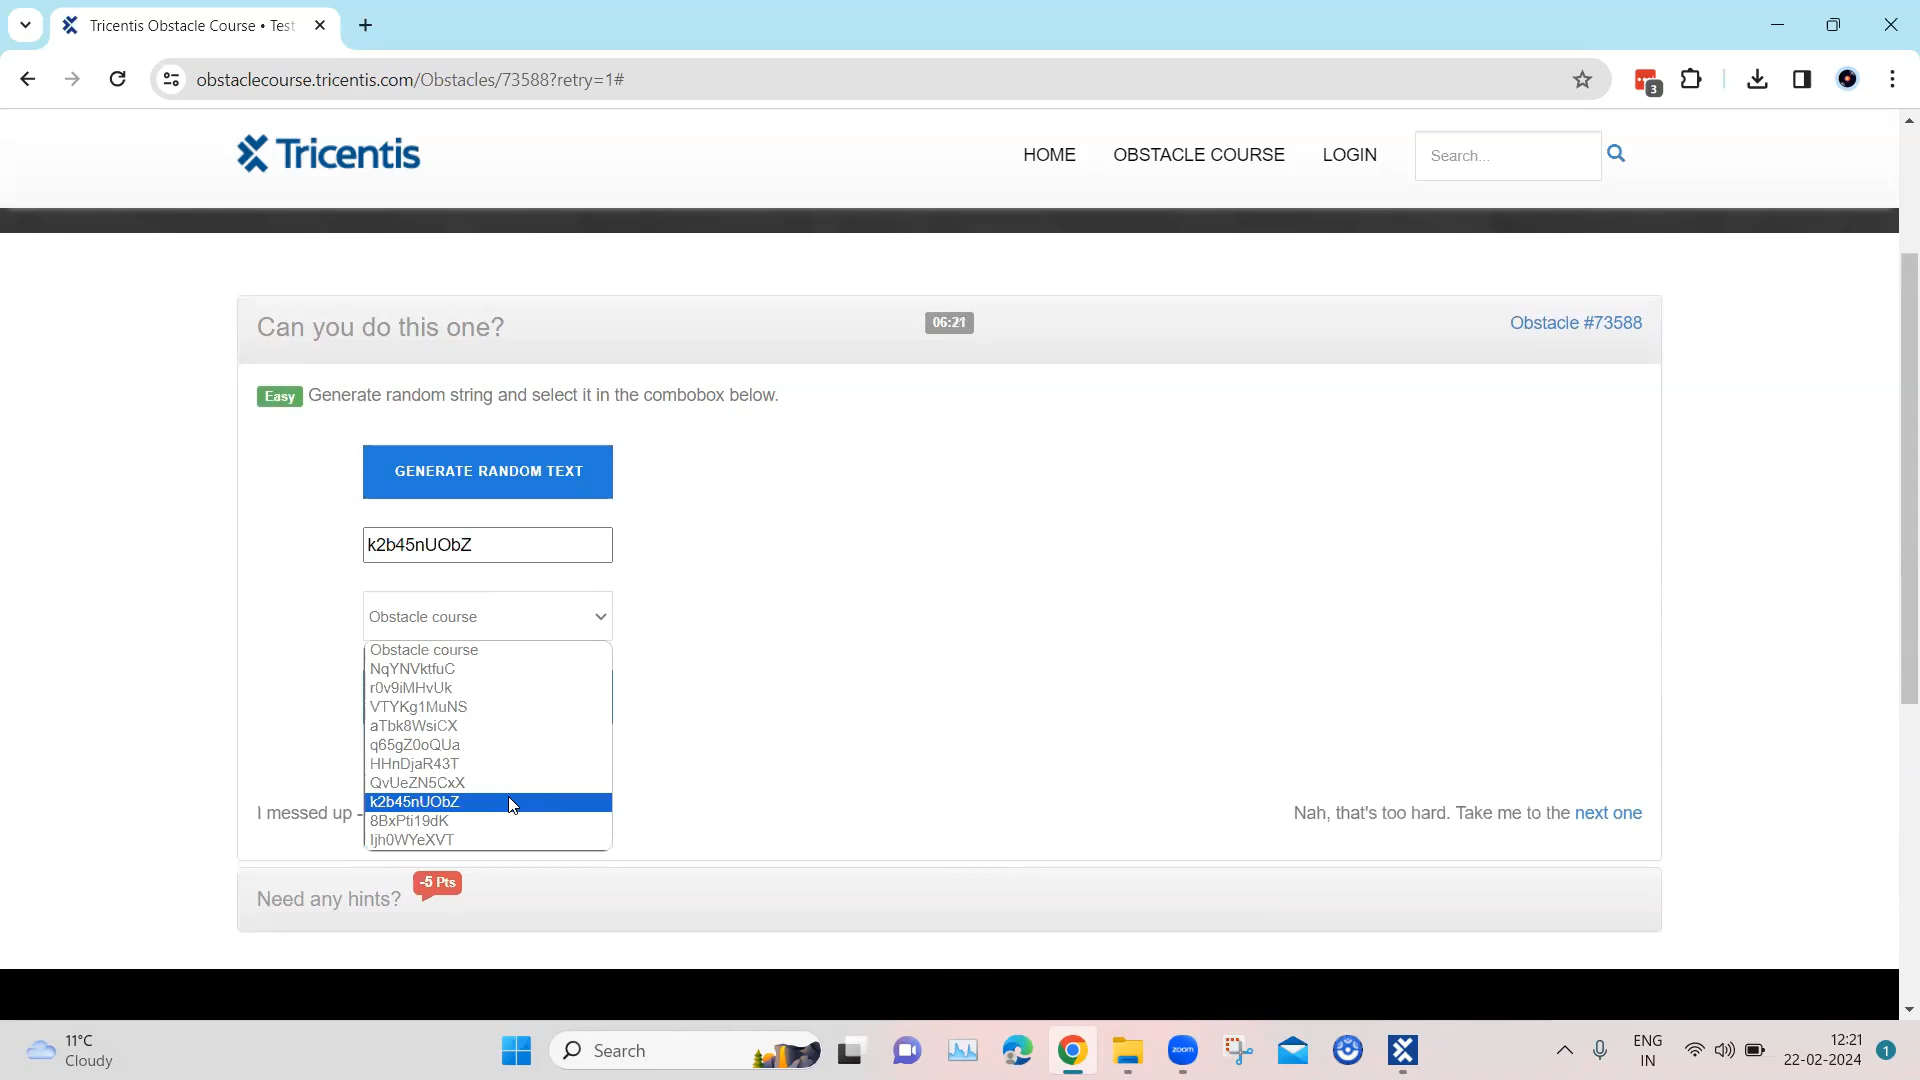 Tricentis Obstacle Course • Test
obstaclecourse.tricentis.com/Obstacles/73588?retry=1#
3
Tricentis
HOME
OBSTACLE COURSE
LOGIN
Search...
Can you do this one?
06:21
Obstacle #73588
Easy Generate random string and select it in the combobox below.
GENERATE RANDOM TEXT
k2b45nUObZ
Obstacle course
Obstacle course
NqYNVktfuC
r0v9iMHvUk
VTYKg1MuNS
aTbk8WsiCX
q65gZ0oQUa
HHnDjaR43T
QvUeZN5CxX
k2b45nUObZ
8BxPti19dK
Ijh0WYeXVT
I messed up -
Nah, that's too hard. Take me to the next one
Need any hints?
-5 Pts
11°C
Cloudy
Search
zoom
ENG
IN
12:21
22-02-2024
1